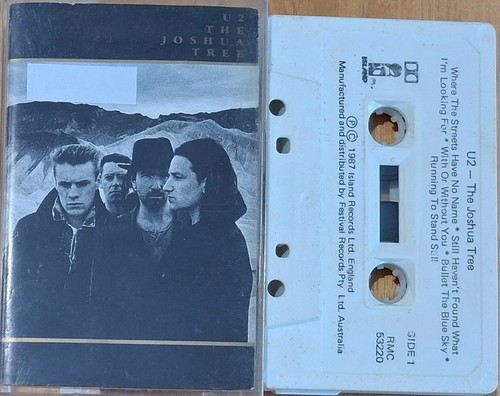 U2
THE
JOSHUA
TREE
U2 – The Joshua Tree
Where The Streets Have No Name * Still Haven't Found What
I'm Looking For * With Or Without You * Bullet The Blue Sky *
Running To Stand Still
SIDE 1
RMC
53220
ISLAND
Ⓟ © 1987 Island Records Ltd. England
Manufactured and distributed by Festival Records Pty Ltd. Australia